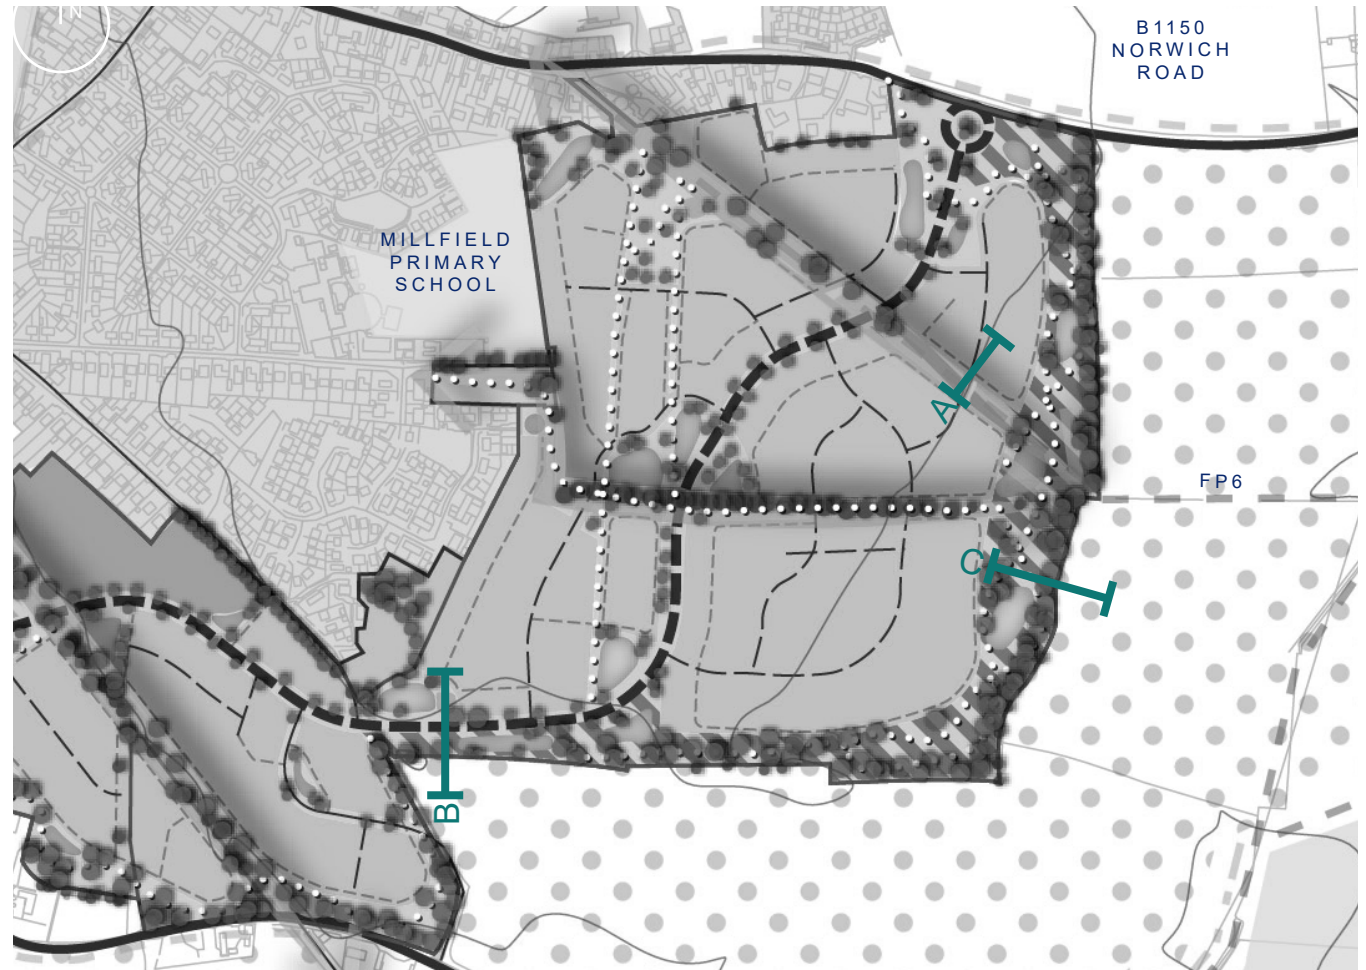 N
B1150
NORWICH
ROAD
MILLFIELD
PRIMARY
SCHOOL
A
FP6
C
B